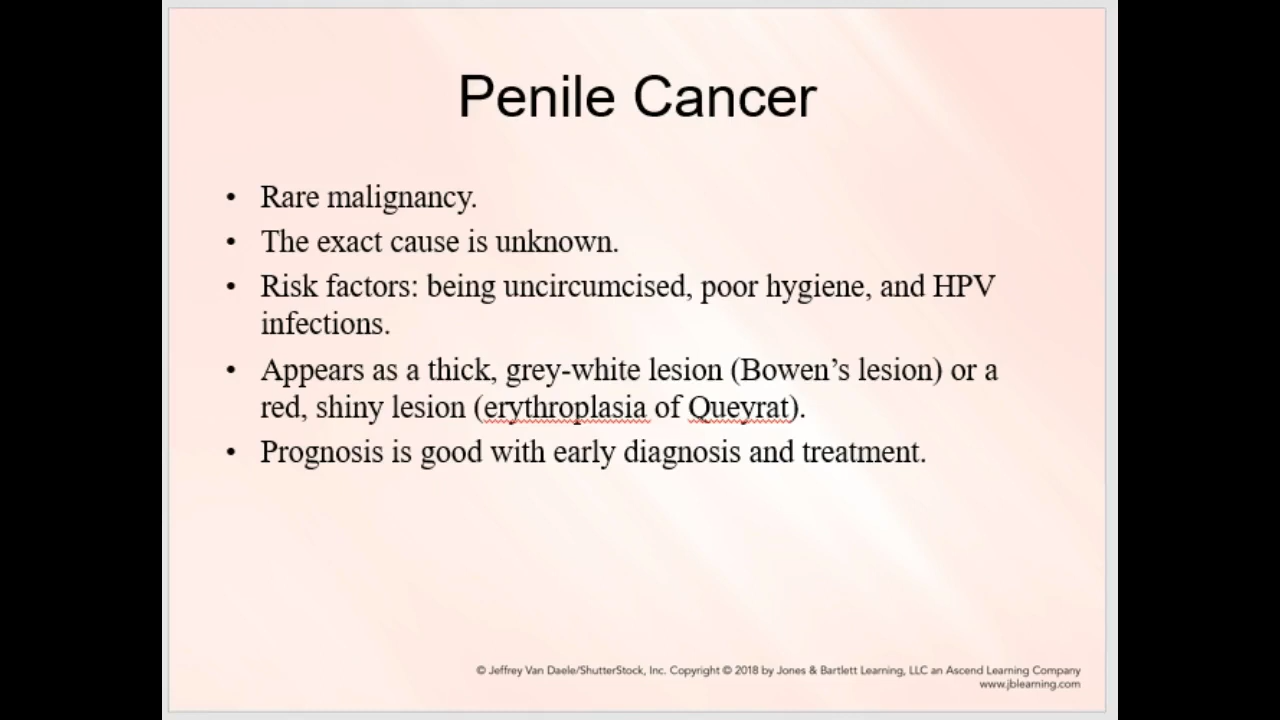 Penile Cancer
• Rare malignancy.
• The exact cause is unknown.
• Risk factors: being uncircumcised, poor hygiene, and HPV
infections.
• Appears as a thick, grey-white lesion (Bowen’s lesion) or a
red, shiny lesion (erythroplasia of Queyrat).
• Prognosis is good with early diagnosis and treatment.
© Jeffrey Van Daele/ShutterStock, Inc. Copyright © 2018 by Jones & Bartlett Learning, LLC an Ascend Learning Company
www.jblearning.com